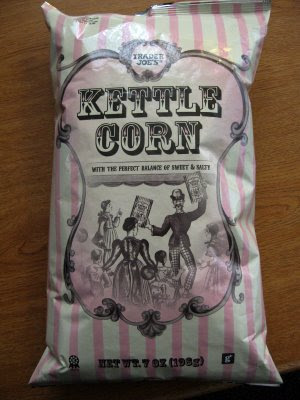 TRADER
JOE'S
KETTLE
CORN
WITH THE PERFECT BALANCE OF SWEET & SALTY
NET WT. 7 OZ (198g)
g